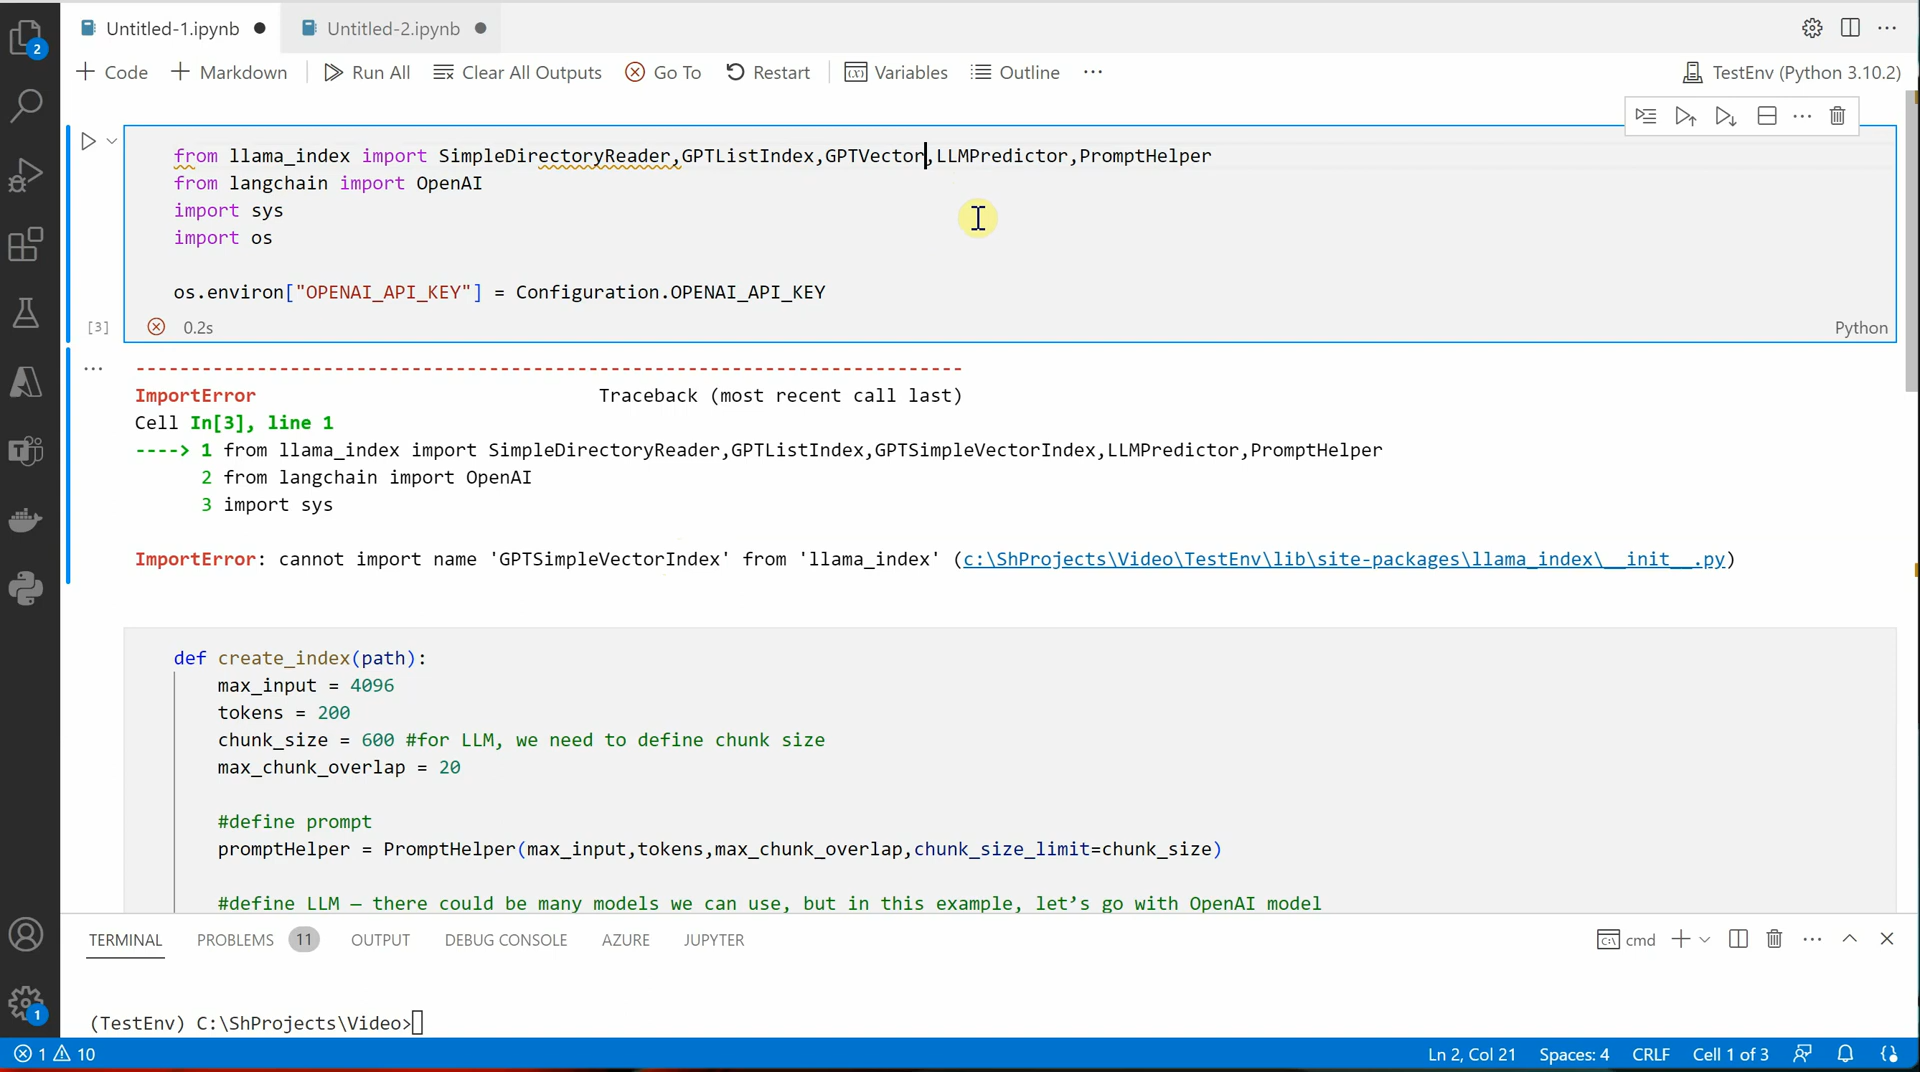 2
Untitled-1.ipynb
Untitled-2.ipynb
Code
Markdown
Run All
Clear All Outputs
Go To
Restart
Variables
Outline
TestEnv (Python 3.10.2)
from llama_index import SimpleDirectoryReader,GPTListIndex,GPTVector,LLMPredictor,PromptHelper
from langchain import OpenAI
import sys
import os
os.environ["OPENAI_API_KEY"] = Configuration.OPENAI_API_KEY
[3]
0.2s
Python
---------------------------------------------------------------------------
ImportError Traceback (most recent call last)
Cell In[3], line 1
----> 1 from llama_index import SimpleDirectoryReader,GPTListIndex,GPTSimpleVectorIndex,LLMPredictor,PromptHelper
2 from langchain import OpenAI
3 import sys
ImportError: cannot import name 'GPTSimpleVectorIndex' from 'llama_index' (c:\ShProjects\Video\TestEnv\lib\site-packages\llama_index\__init__.py)
def create_index(path):
max_input = 4096
tokens = 200
chunk_size = 600 #for LLM, we need to define chunk size
max_chunk_overlap = 20
#define prompt
promptHelper = PromptHelper(max_input,tokens,max_chunk_overlap,chunk_size_limit=chunk_size)
#define LLM — there could be many models we can use, but in this example, let’s go with OpenAI model
TERMINAL
PROBLEMS 11
OUTPUT
DEBUG CONSOLE
AZURE
JUPYTER
cmd
(TestEnv) C:\ShProjects\Video>
1
1 10
Ln 2, Col 21
Spaces: 4
CRLF
Cell 1 of 3